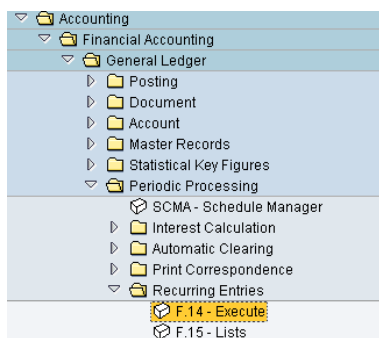 Accounting
Financial Accounting
General Ledger
Posting
Document
Account
Master Records
Statistical Key Figures
Periodic Processing
SCMA - Schedule Manager
Interest Calculation
Automatic Clearing
Print Correspondence
Recurring Entries
F.14 - Execute
F.15 - Lists